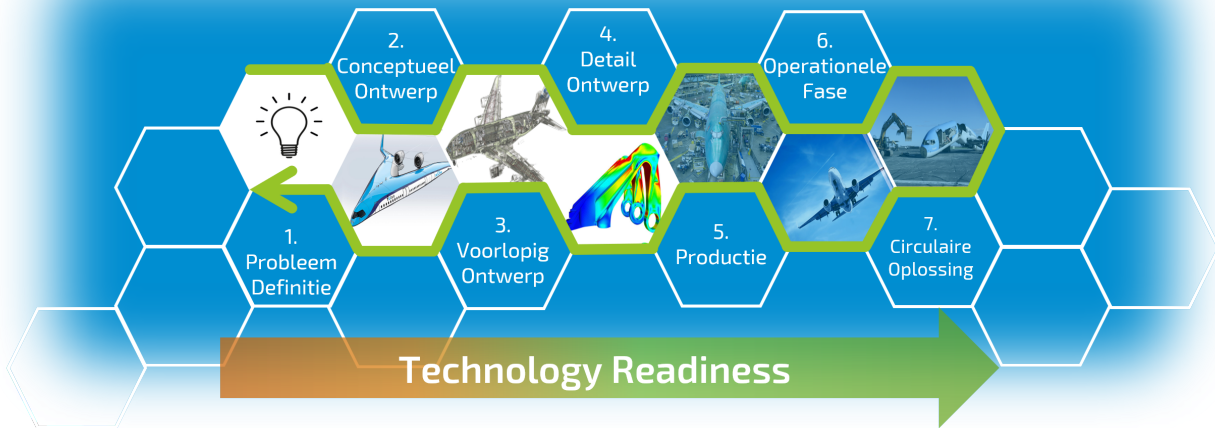 1.
Probleem
Definitie
2.
Conceptueel
Ontwerp
3.
Voorlopig
Ontwerp
4.
Detail
Ontwerp
5.
Productie
6.
Operationele
Fase
7.
Circulaire
Oplossing
Technology Readiness